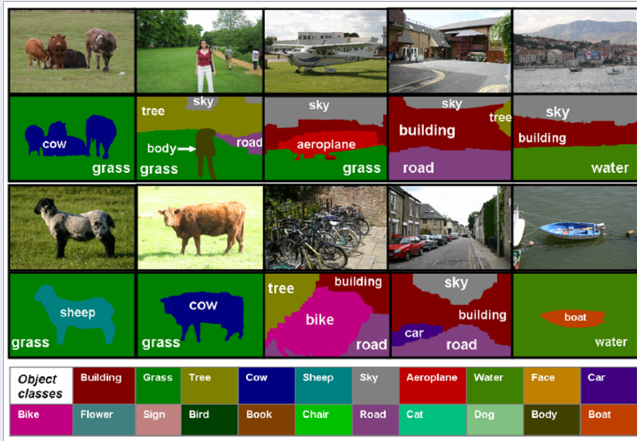 sky
tree
sky
sky
tree
sky
cow
body
road
aeroplane
building
building
grass
grass
grass
road
water
tree
building
sky
sheep
cow
bike
building
boat
car
grass
grass
road
road
water
Object classes
Building
Grass
Tree
Cow
Sheep
Sky
Aeroplane
Water
Face
Car
Bike
Flower
Sign
Bird
Book
Chair
Road
Cat
Dog
Body
Boat